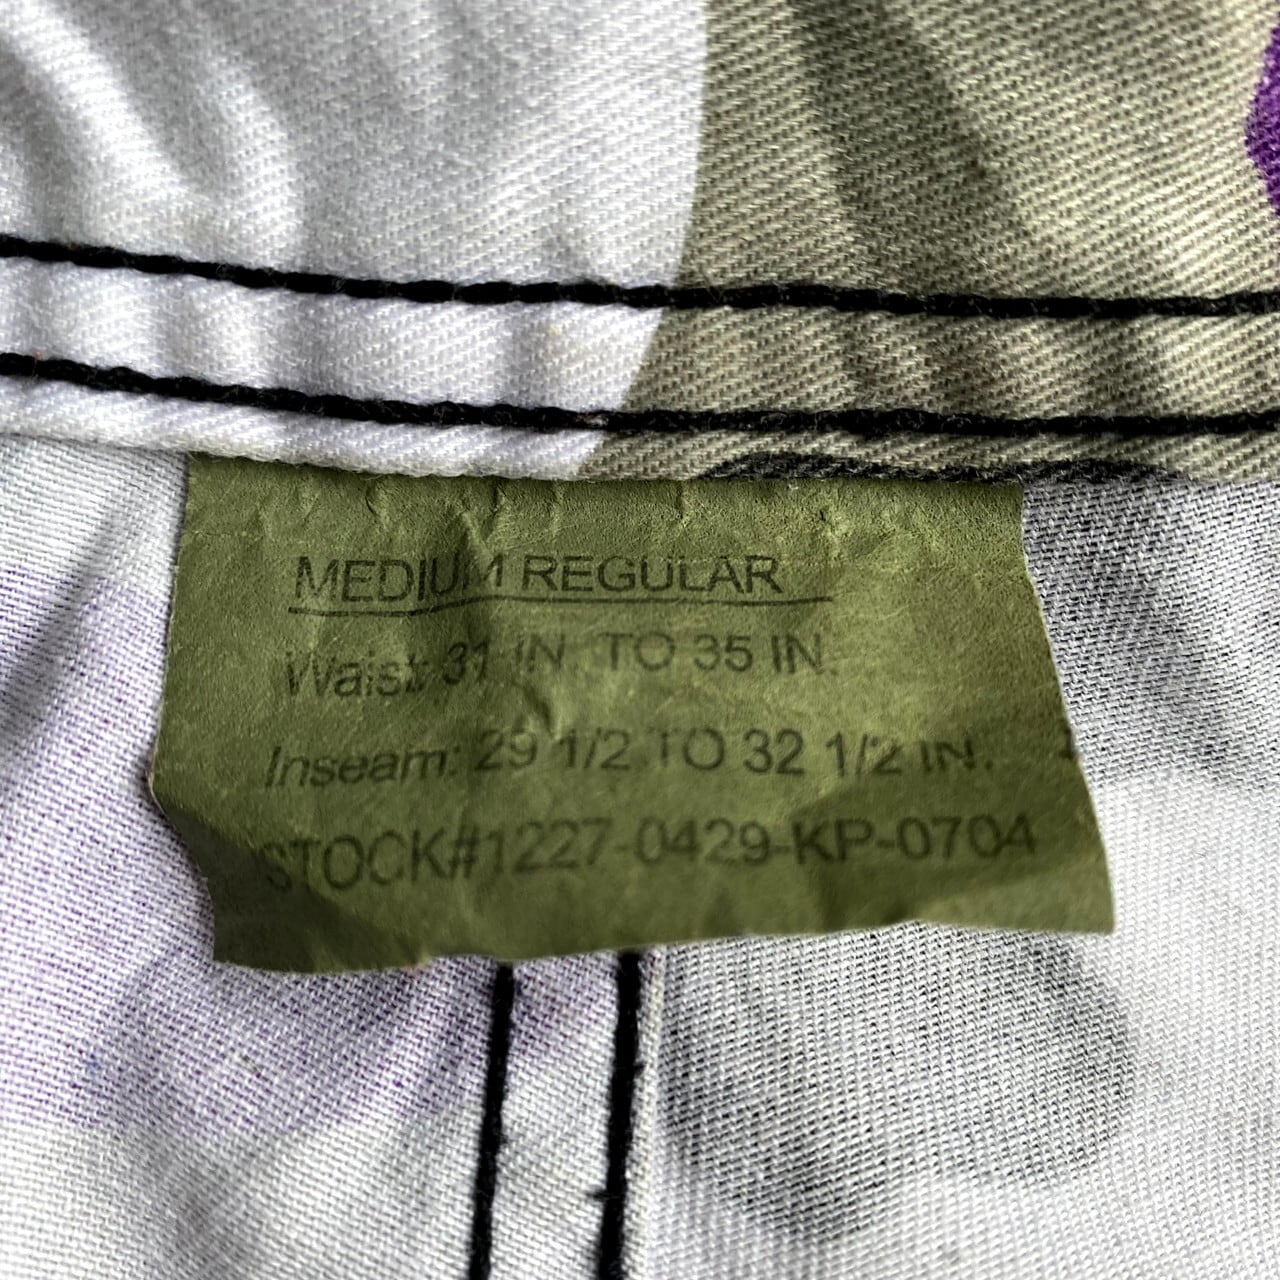 MEDIUM REGULAR
Waist: 31 IN. TO 35 IN.
Inseam: 29 1/2 TO 32 1/2 IN.
STOCK#1227-0429-KP-0704